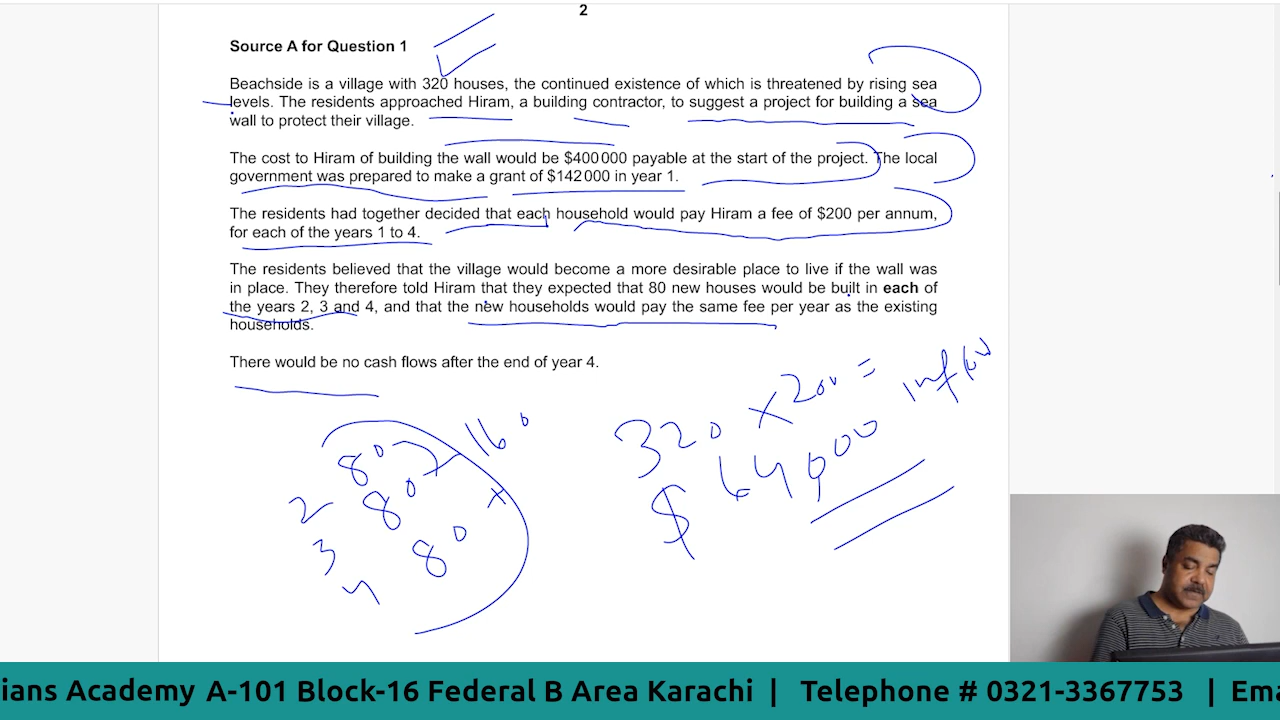 2
Source A for Question 1
Beachside is a village with 320 houses, the continued existence of which is threatened by rising sea
levels. The residents approached Hiram, a building contractor, to suggest a project for building a sea
wall to protect their village.
The cost to Hiram of building the wall would be $400 000 payable at the start of the project. The local
government was prepared to make a grant of $142 000 in year 1.
The residents had together decided that each household would pay Hiram a fee of $200 per annum,
for each of the years 1 to 4.
The residents believed that the village would become a more desirable place to live if the wall was
in place. They therefore told Hiram that they expected that 80 new houses would be built in each of
the years 2, 3 and 4, and that the new households would pay the same fee per year as the existing
households.
There would be no cash flows after the end of year 4.
320 × 200 = inflow
$ 64,000
2 80 160
3 80
4 80
ians Academy A-101 Block-16 Federal B Area Karachi | Telephone # 0321-3367753 | Ema